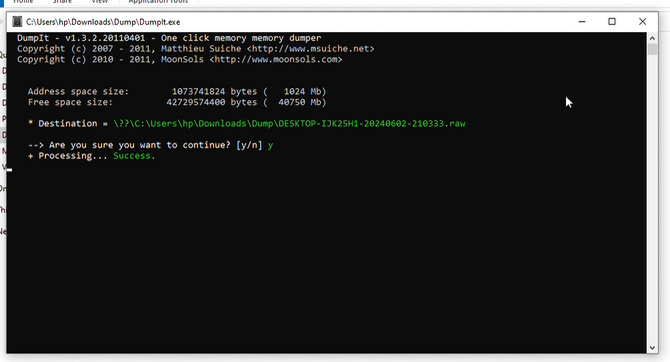 Home Share View Application Tools
C:\Users\hp\Downloads\Dump\DumpIt.exe
DumpIt - v1.3.2.20110401 - One click memory memory dumper
Copyright (c) 2007 - 2011, Matthieu Suiche <http://www.msuiche.net>
Copyright (c) 2010 - 2011, MoonSols <http://www.moonsols.com>
Address space size: 1073741824 bytes ( 1024 Mb)
Free space size: 42729574400 bytes ( 40750 Mb)
* Destination = \??\C:\Users\hp\Downloads\Dump\DESKTOP-IJK25H1-20240602-210333.raw
--> Are you sure you want to continue? [y/n] y
+ Processing... Success.